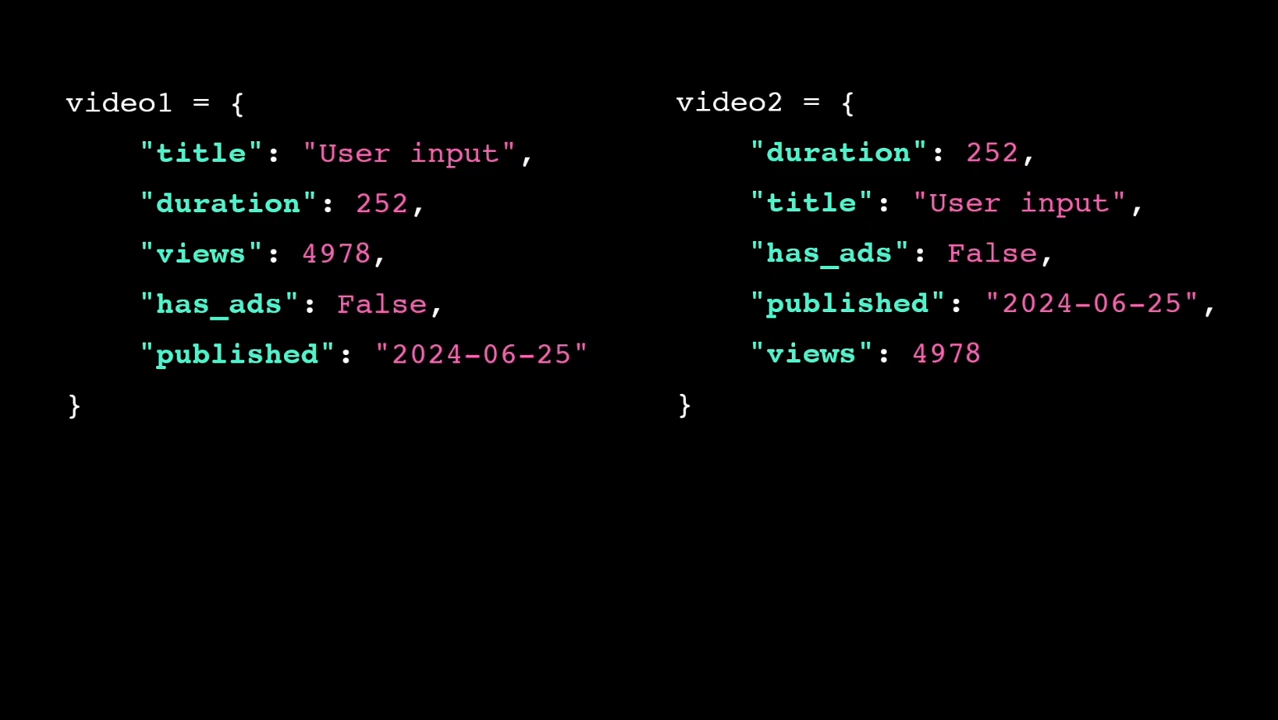 video1 = {
    "title": "User input",
    "duration": 252,
    "views": 4978,
    "has_ads": False,
    "published": "2024-06-25"
}
video2 = {
    "duration": 252,
    "title": "User input",
    "has_ads": False,
    "published": "2024-06-25",
    "views": 4978
}